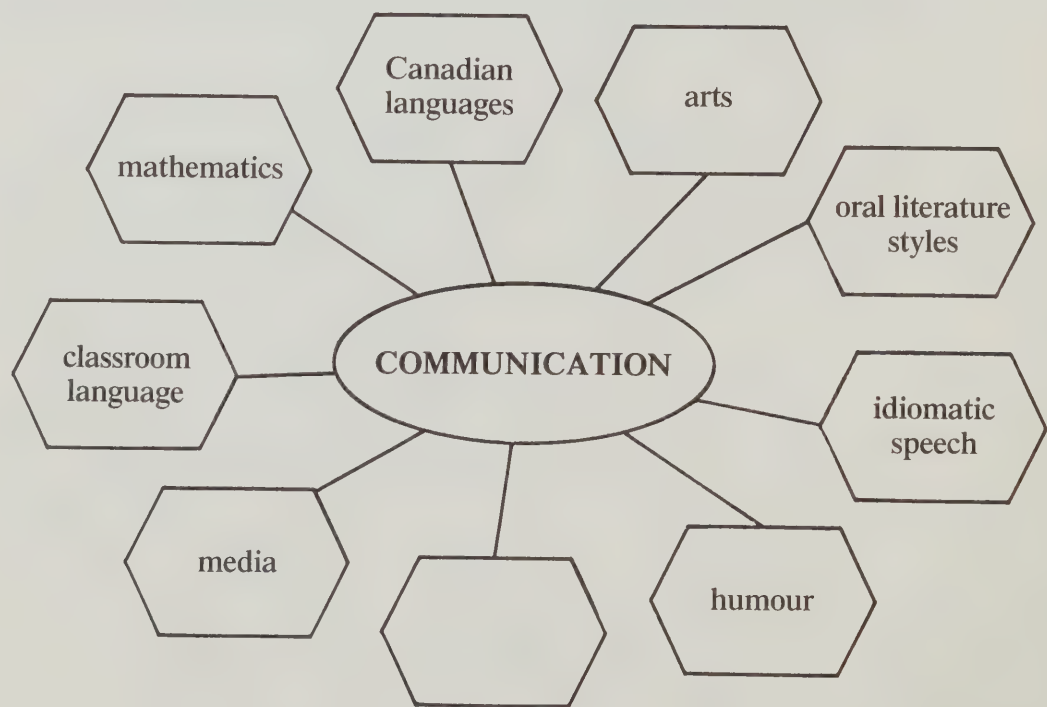 Canadian
languages
arts
mathematics
oral literature
styles
COMMUNICATION
classroom
language
idiomatic
speech
media
humour